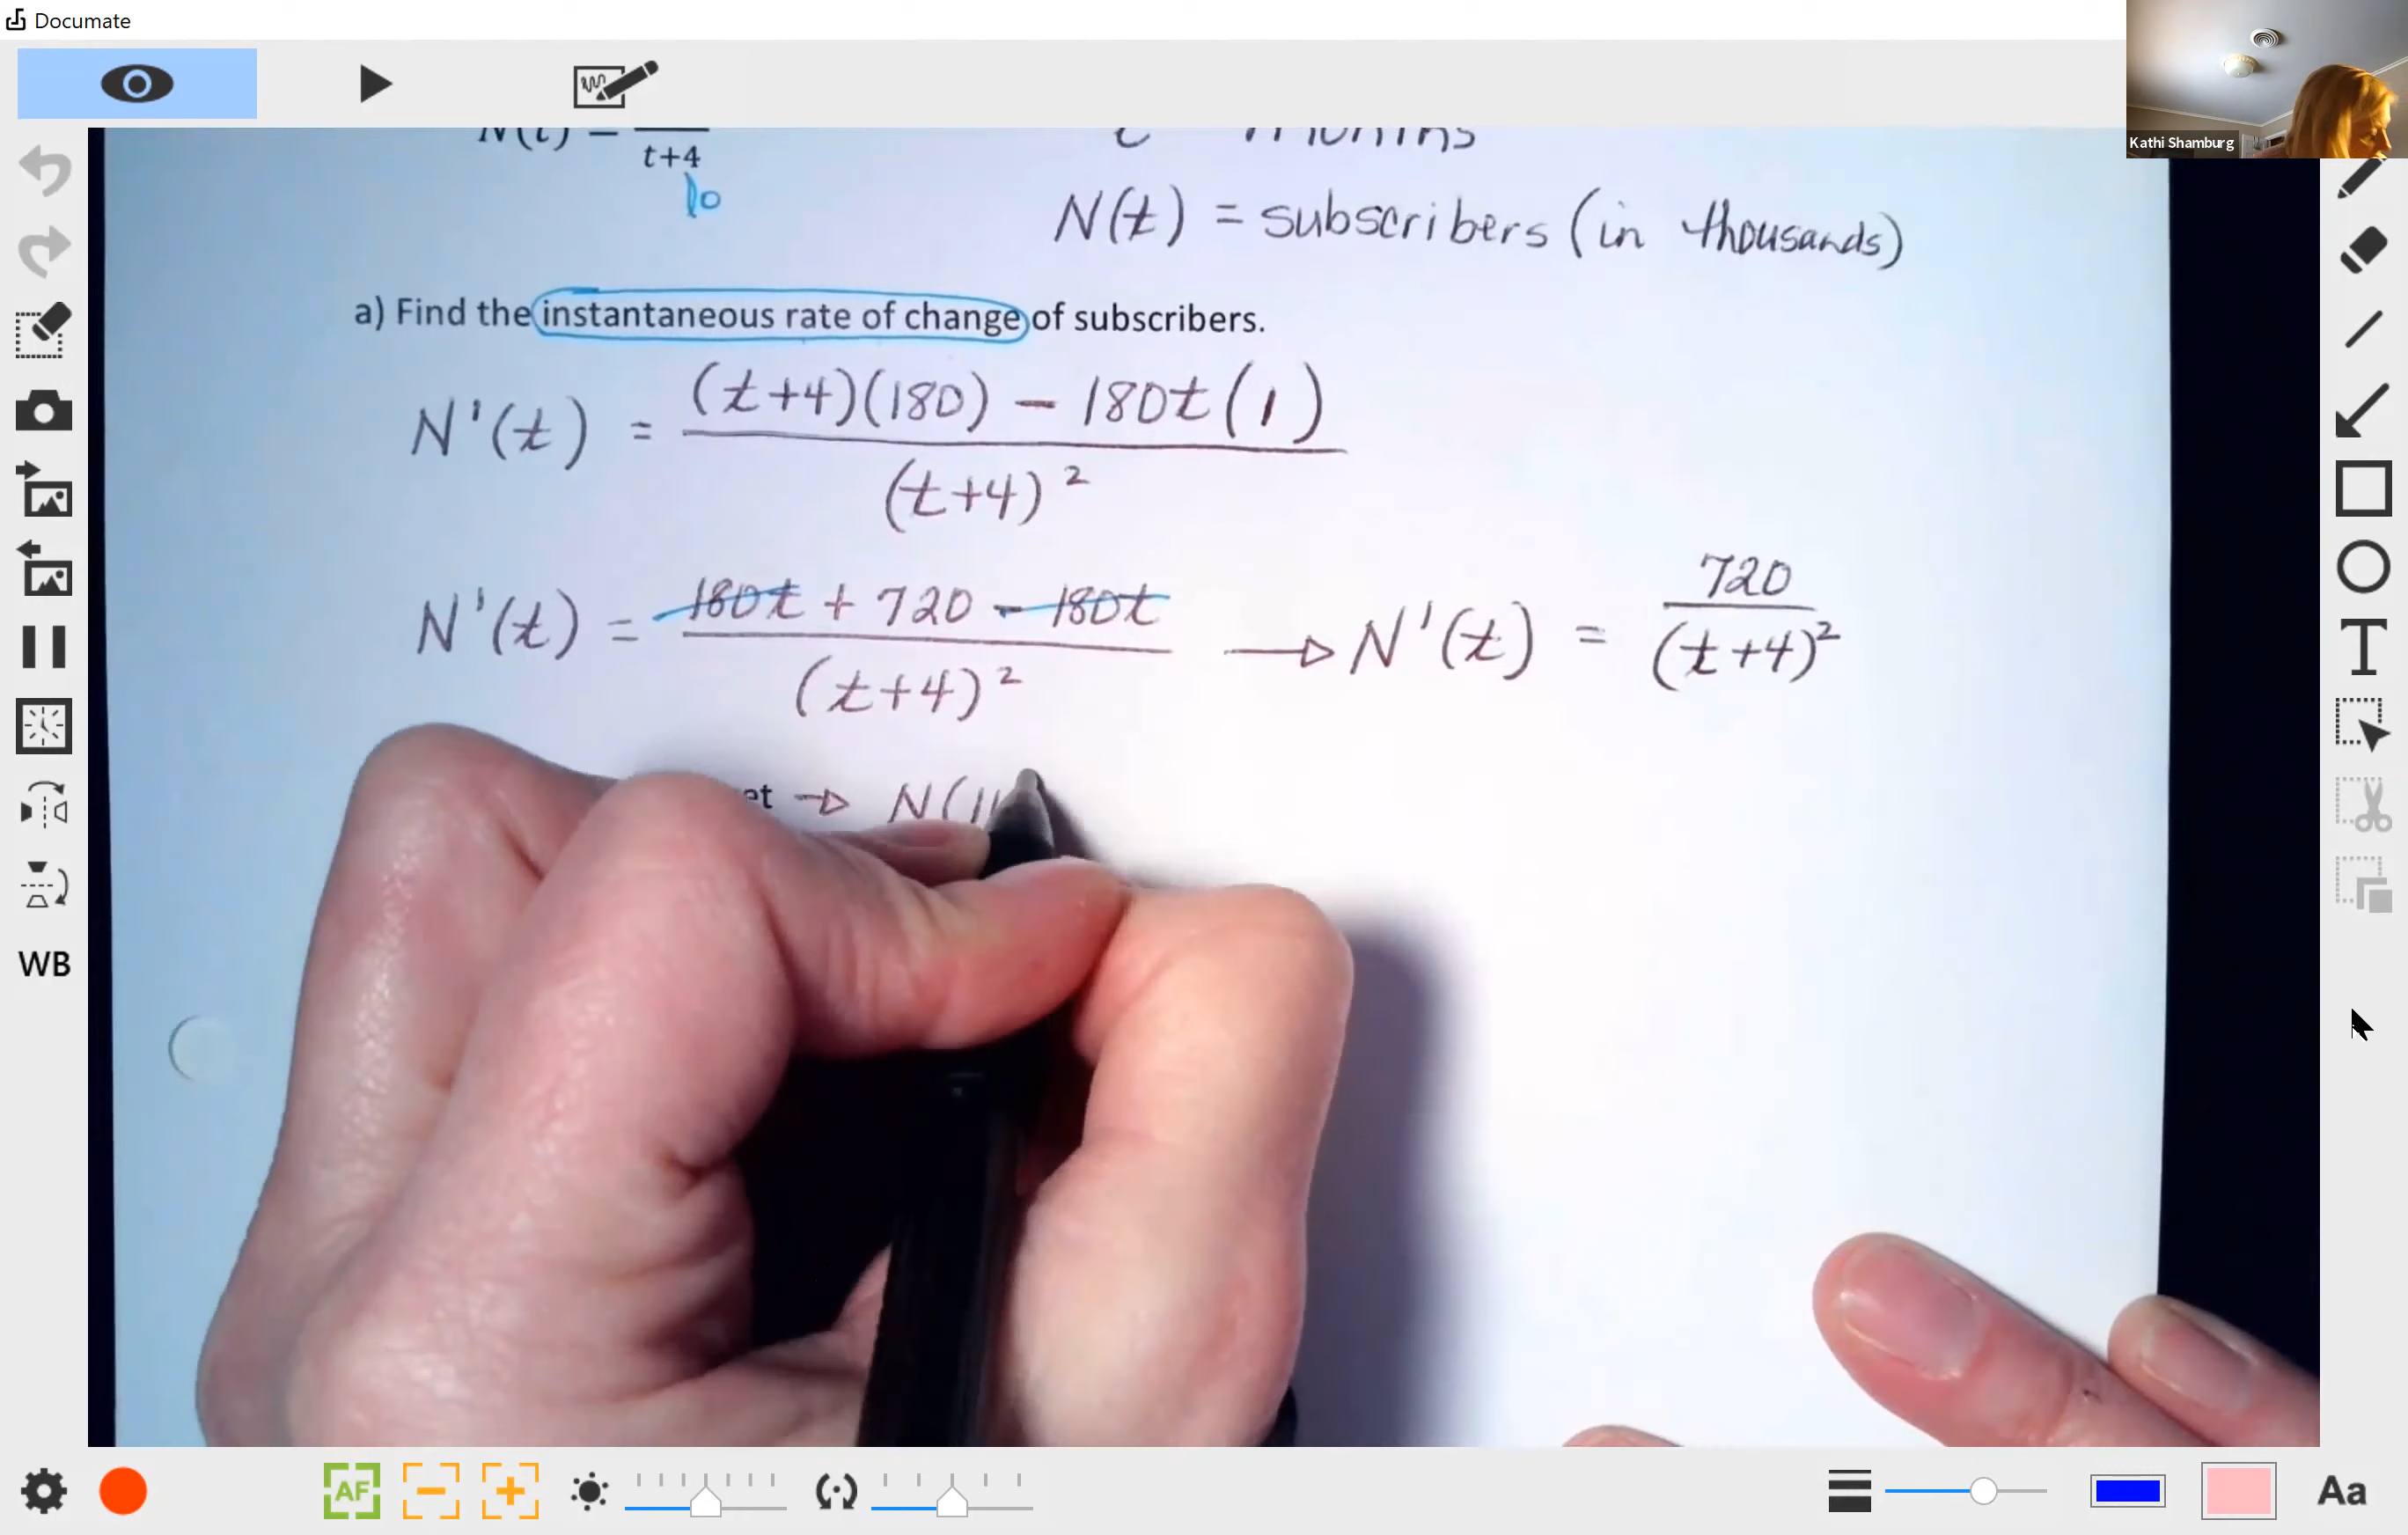 Documate
Kathi Shamburg
t+4
lo
N(t) = subscribers (in thousands)
a) Find the instantaneous rate of change of subscribers.
N'(t) = (t+4)(180) − 180t(1)
(t+4)²
N'(t) = 180t + 720 − 180t
(t+4)²
→ N'(t) = 720
(t+4)²
→ N(1
WB
T
AF
Aa